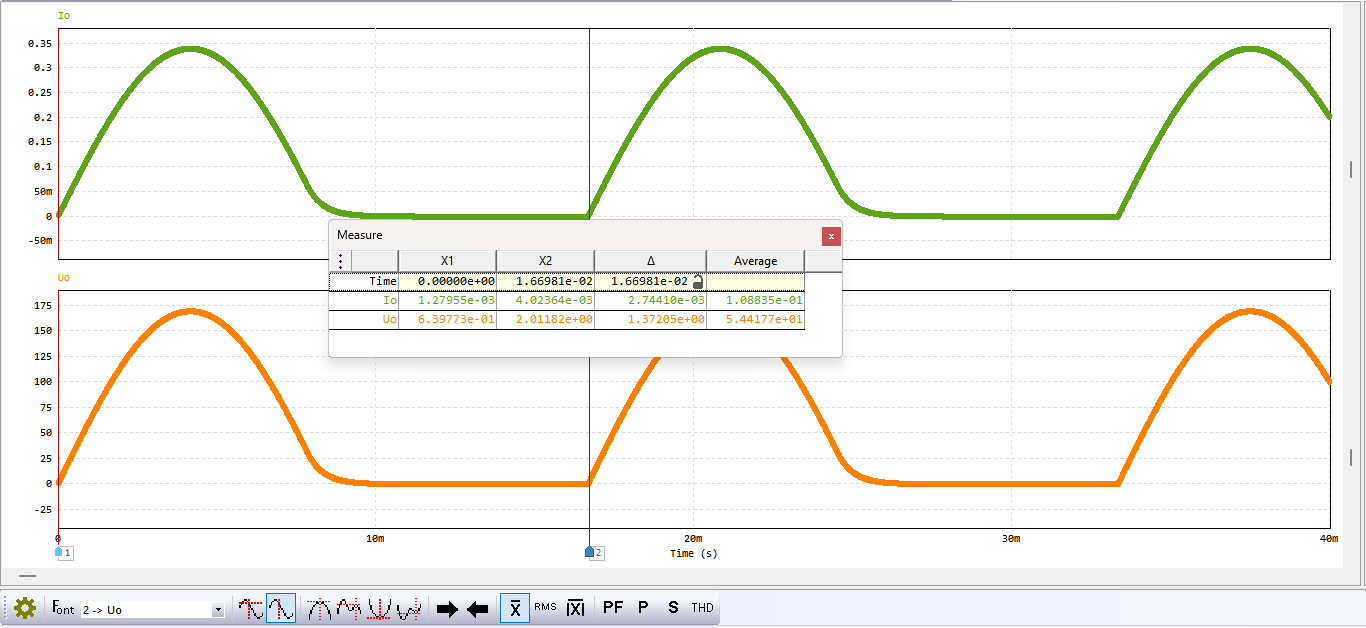 Io
0.35
0.3
0.25
0.2
0.15
0.1
50m
0
-50m
Measure
x
X1 X2 Δ Average
Time 0.00000e+00 1.66981e-02 1.66981e-02
Io 1.27955e-03 4.02364e-03 2.74410e-03 1.08835e-01
Uo 6.39773e-01 2.01182e+00 1.37205e+00 5.44177e+01
Uo
175
150
125
100
75
50
25
0
-25
0 10m 20m 30m 40m
1 2 Time (s)
Font 2 -> Uo X RMS |X| PF P S THD